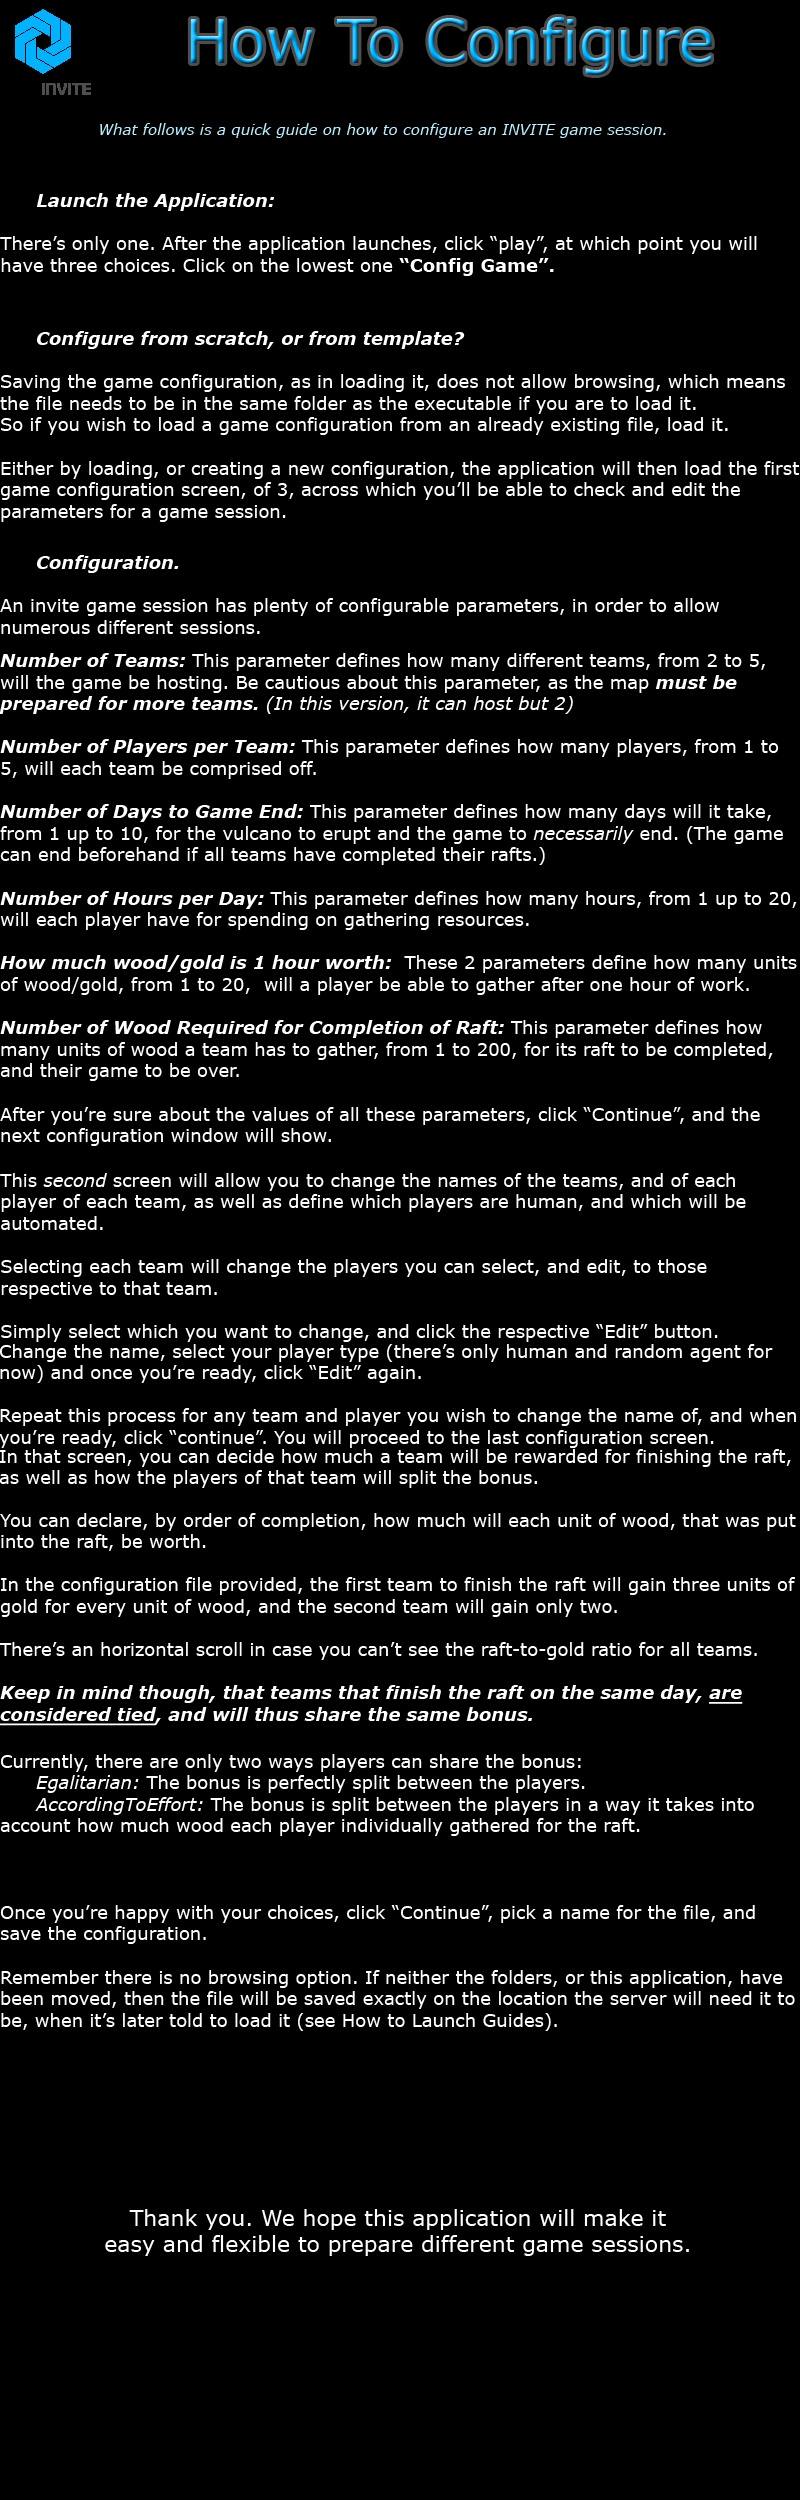 How To Configure
INVITE
What follows is a quick guide on how to configure an INVITE game session.
Launch the Application:
There’s only one. After the application launches, click “play”, at which point you will
have three choices. Click on the lowest one “Config Game”.
Configure from scratch, or from template?
Saving the game configuration, as in loading it, does not allow browsing, which means
the file needs to be in the same folder as the executable if you are to load it.
So if you wish to load a game configuration from an already existing file, load it.
Either by loading, or creating a new configuration, the application will then load the first
game configuration screen, of 3, across which you’ll be able to check and edit the
parameters for a game session.
Configuration.
An invite game session has plenty of configurable parameters, in order to allow
numerous different sessions.
Number of Teams: This parameter defines how many different teams, from 2 to 5,
will the game be hosting. Be cautious about this parameter, as the map must be
prepared for more teams. (In this version, it can host but 2)
Number of Players per Team: This parameter defines how many players, from 1 to
5, will each team be comprised off.
Number of Days to Game End: This parameter defines how many days will it take,
from 1 up to 10, for the vulcano to erupt and the game to necessarily end. (The game
can end beforehand if all teams have completed their rafts.)
Number of Hours per Day: This parameter defines how many hours, from 1 up to 20,
will each player have for spending on gathering resources.
How much wood/gold is 1 hour worth:  These 2 parameters define how many units
of wood/gold, from 1 to 20,  will a player be able to gather after one hour of work.
Number of Wood Required for Completion of Raft: This parameter defines how
many units of wood a team has to gather, from 1 to 200, for its raft to be completed,
and their game to be over.
After you’re sure about the values of all these parameters, click “Continue”, and the
next configuration window will show.
This second screen will allow you to change the names of the teams, and of each
player of each team, as well as define which players are human, and which will be
automated.
Selecting each team will change the players you can select, and edit, to those
respective to that team.
Simply select which you want to change, and click the respective “Edit” button.
Change the name, select your player type (there’s only human and random agent for
now) and once you’re ready, click “Edit” again.
Repeat this process for any team and player you wish to change the name of, and when
you’re ready, click “continue”. You will proceed to the last configuration screen.
In that screen, you can decide how much a team will be rewarded for finishing the raft,
as well as how the players of that team will split the bonus.
You can declare, by order of completion, how much will each unit of wood, that was put
into the raft, be worth.
In the configuration file provided, the first team to finish the raft will gain three units of
gold for every unit of wood, and the second team will gain only two.
There’s an horizontal scroll in case you can’t see the raft-to-gold ratio for all teams.
Keep in mind though, that teams that finish the raft on the same day, are
considered tied, and will thus share the same bonus.
Currently, there are only two ways players can share the bonus:
Egalitarian: The bonus is perfectly split between the players.
AccordingToEffort: The bonus is split between the players in a way it takes into
account how much wood each player individually gathered for the raft.
Once you’re happy with your choices, click “Continue”, pick a name for the file, and
save the configuration.
Remember there is no browsing option. If neither the folders, or this application, have
been moved, then the file will be saved exactly on the location the server will need it to
be, when it’s later told to load it (see How to Launch Guides).
Thank you. We hope this application will make it
easy and flexible to prepare different game sessions.